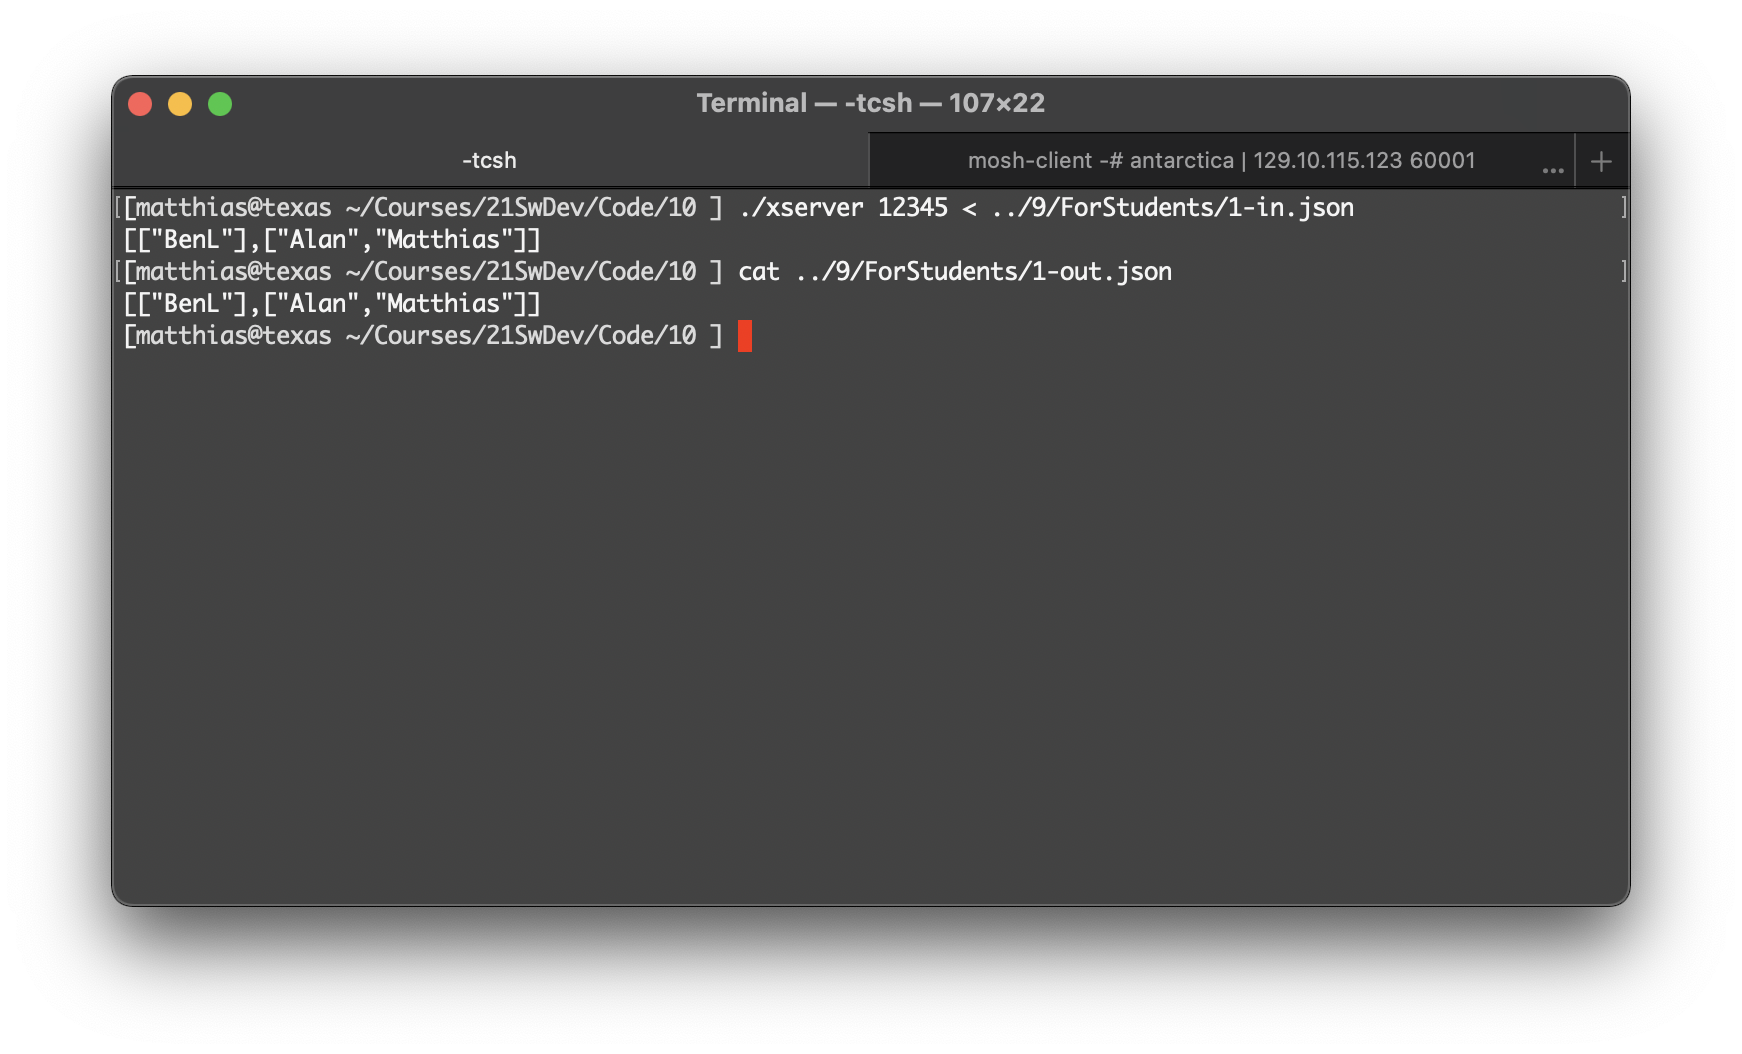 Terminal — -tcsh — 107×22
-tcsh
mosh-client -# antarctica | 129.10.115.123 60001 ... +
[[matthias@texas ~/Courses/21SwDev/Code/10 ] ./xserver 12345 < ../9/ForStudents/1-in.json ]
[["BenL"],["Alan","Matthias"]]
[[matthias@texas ~/Courses/21SwDev/Code/10 ] cat ../9/ForStudents/1-out.json ]
[["BenL"],["Alan","Matthias"]]
[matthias@texas ~/Courses/21SwDev/Code/10 ]